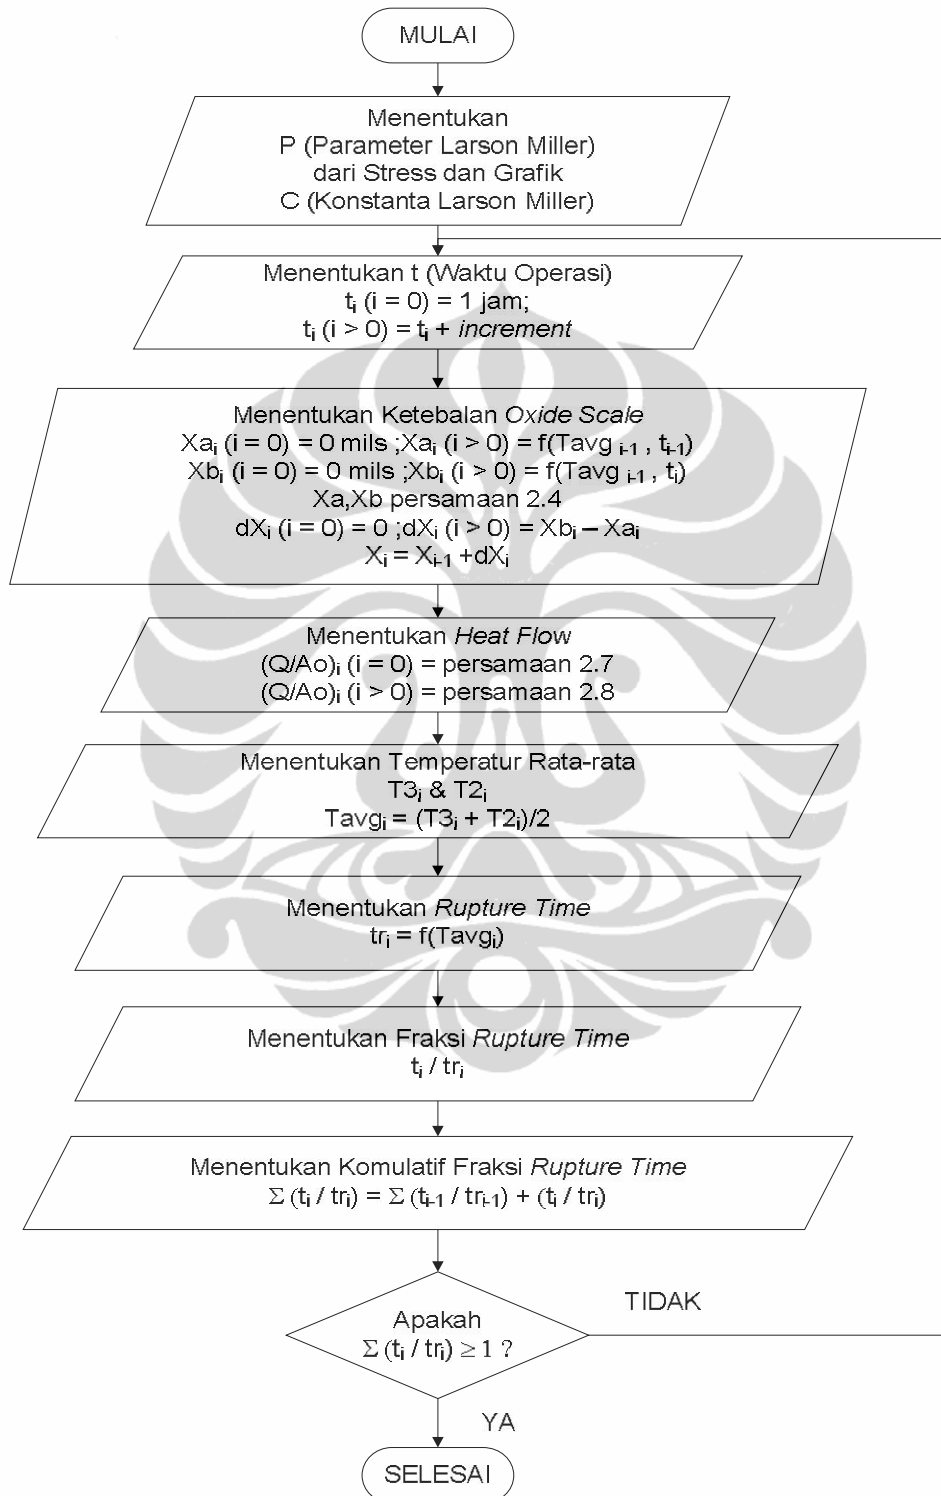 MULAI
Menentukan
P (Parameter Larson Miller)
dari Stress dan Grafik
C (Konstanta Larson Miller)
Menentukan t (Waktu Operasi)
tᵢ (i = 0) = 1 jam;
tᵢ (i > 0) = tᵢ + increment
Menentukan Ketebalan Oxide Scale
Xaᵢ (i = 0) = 0 mils ;Xaᵢ (i > 0) = f(Tavg ᵢ₋₁ , tᵢ₋₁)
Xbᵢ (i = 0) = 0 mils ;Xbᵢ (i > 0) = f(Tavg ᵢ₋₁ , tᵢ)
Xa,Xb persamaan 2.4
dXᵢ (i = 0) = 0 ;dXᵢ (i > 0) = Xbᵢ – Xaᵢ
Xᵢ = Xᵢ₋₁ +dXᵢ
Menentukan Heat Flow
(Q/Ao)ᵢ (i = 0) = persamaan 2.7
(Q/Ao)ᵢ (i > 0) = persamaan 2.8
Menentukan Temperatur Rata-rata
T3ᵢ & T2ᵢ
Tavgᵢ = (T3ᵢ + T2ᵢ)/2
Menentukan Rupture Time
trᵢ = f(Tavgᵢ)
Menentukan Fraksi Rupture Time
tᵢ / trᵢ
Menentukan Komulatif Fraksi Rupture Time
Σ (tᵢ / trᵢ) = Σ (tᵢ₋₁ / trᵢ₋₁) + (tᵢ / trᵢ)
Apakah
Σ (tᵢ / trᵢ) ≥ 1 ?
TIDAK
YA
SELESAI